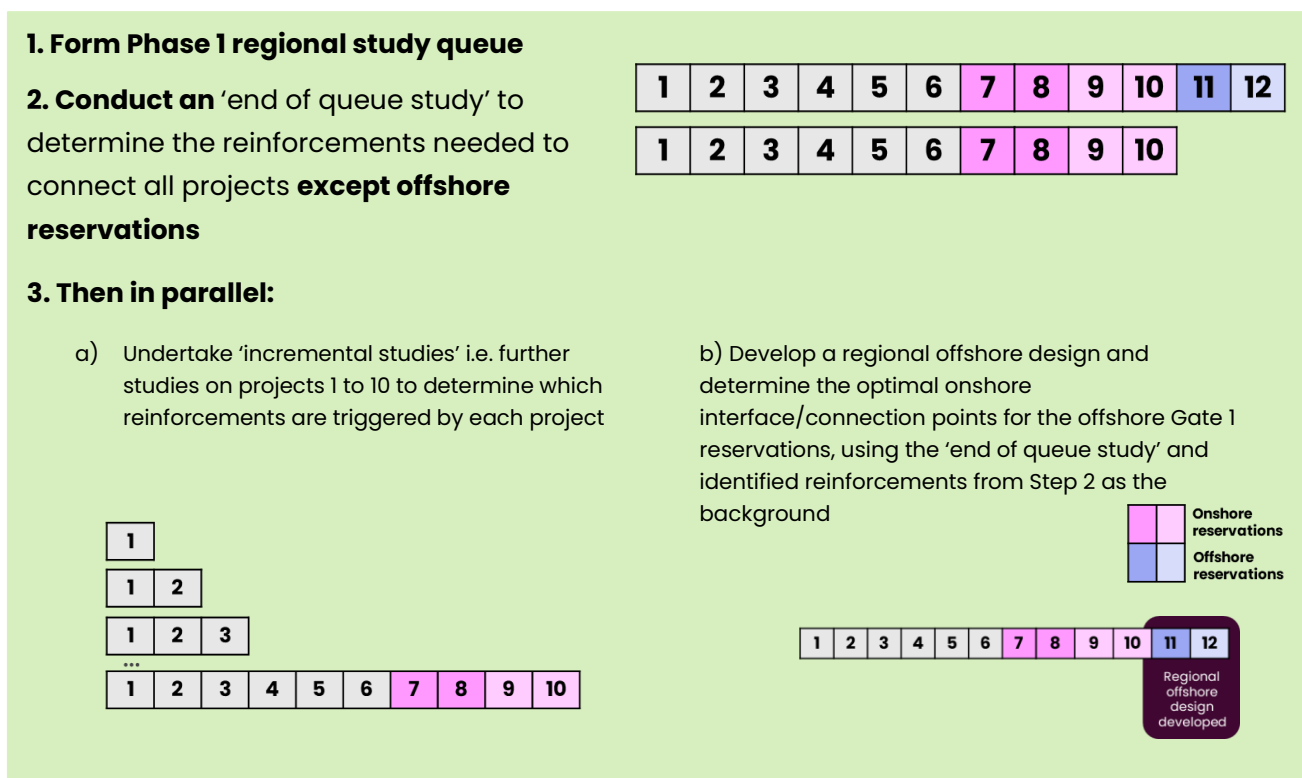 1. Form Phase 1 regional study queue
2. Conduct an ‘end of queue study’ to
determine the reinforcements needed to
connect all projects except offshore
reservations
1 2 3 4 5 6 7 8 9 10 11 12
1 2 3 4 5 6 7 8 9 10
3. Then in parallel:
a) Undertake ‘incremental studies’ i.e. further
studies on projects 1 to 10 to determine which
reinforcements are triggered by each project
1
1 2
1 2 3
...
1 2 3 4 5 6 7 8 9 10
b) Develop a regional offshore design and
determine the optimal onshore
interface/connection points for the offshore Gate 1
reservations, using the ‘end of queue study’ and
identified reinforcements from Step 2 as the
background
Onshore
reservations
Offshore
reservations
1 2 3 4 5 6 7 8 9 10 11 12
Regional
offshore
design
developed